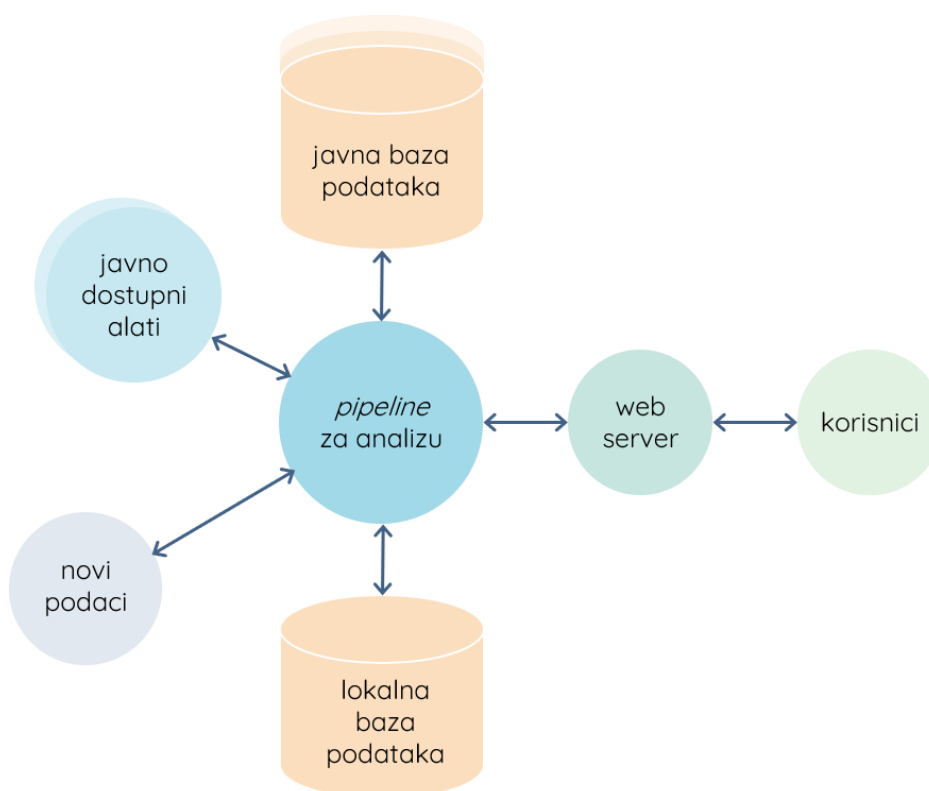 javna baza
podataka
javno
dostupni
alati
pipeline
za analizu
web
server
korisnici
novi
podaci
lokalna
baza
podataka